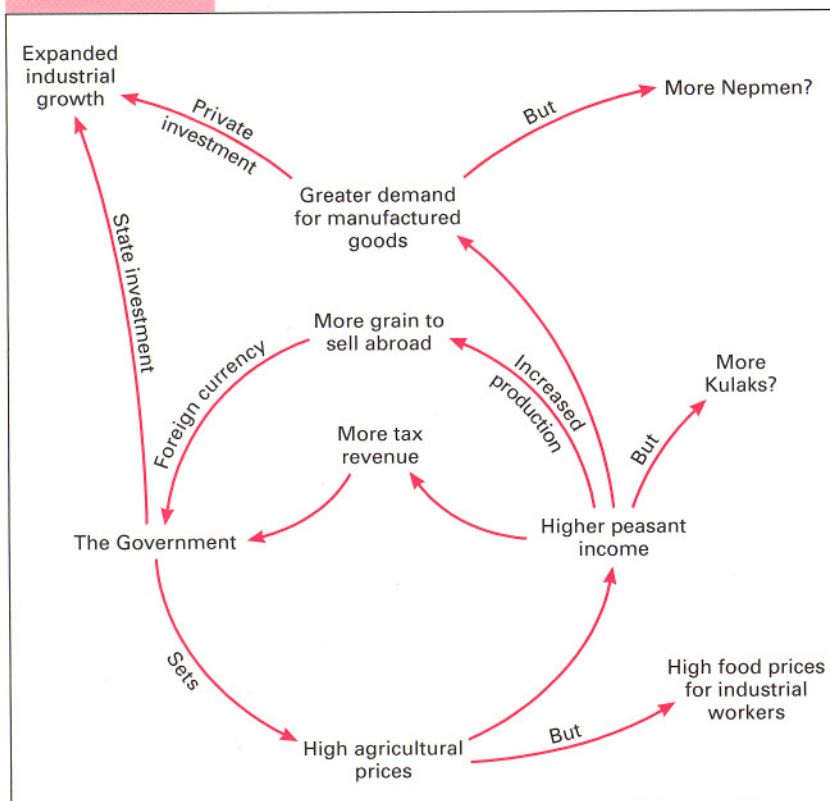 Expanded
industrial
growth
Private
investment
But
More Nepmen?
Greater demand
for manufactured
goods
State investment
More grain to
sell abroad
Foreign currency
Increased
production
More
Kulaks?
But
More tax
revenue
The Government
Higher peasant
income
Sets
High food prices
for industrial
workers
But
High agricultural
prices